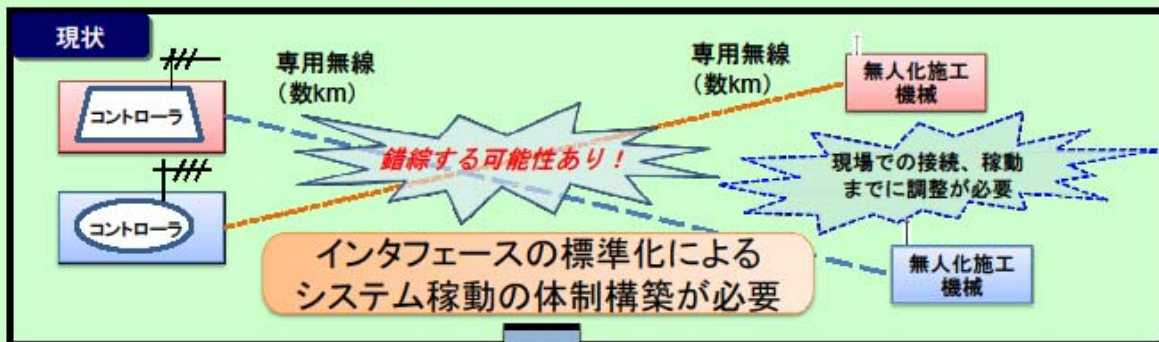 現状
専用無線
（数km）
専用無線
（数km）
無人化施工
機械
コントローラ
錯綜する可能性あり！
現場での接続、稼動
までに調整が必要
コントローラ
インタフェースの標準化による
システム稼動の体制構築が必要
無人化施工
機械